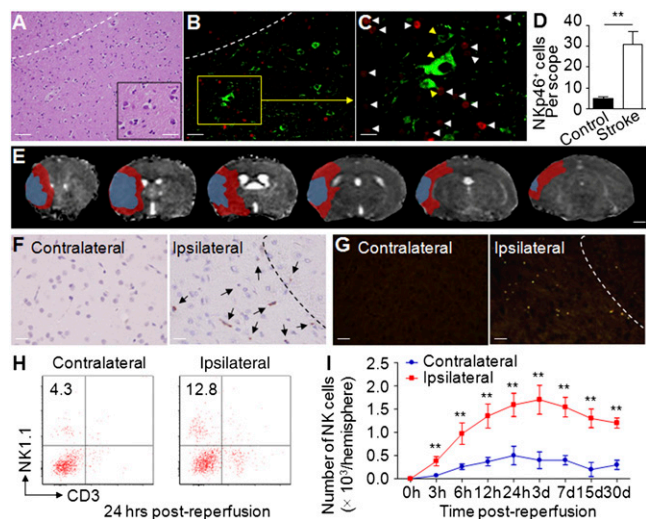 A
B
C
D
NKp46⁺ cells
Per scope
40
30
20
10
0
**
Control
Stroke
E
F
Contralateral
Ipsilateral
G
Contralateral
Ipsilateral
H
Contralateral
Ipsilateral
4.3
12.8
NK1.1
CD3
24 hrs post-reperfusion
I
Contralateral
Ipsilateral
Number of NK cells
(× 10³/hemisphere)
2.5
2.0
1.5
1.0
0.5
0.0
** ** ** ** ** ** ** **
0h 3h 6h 12h 24h 3d 7d 15d 30d
Time post-reperfusion